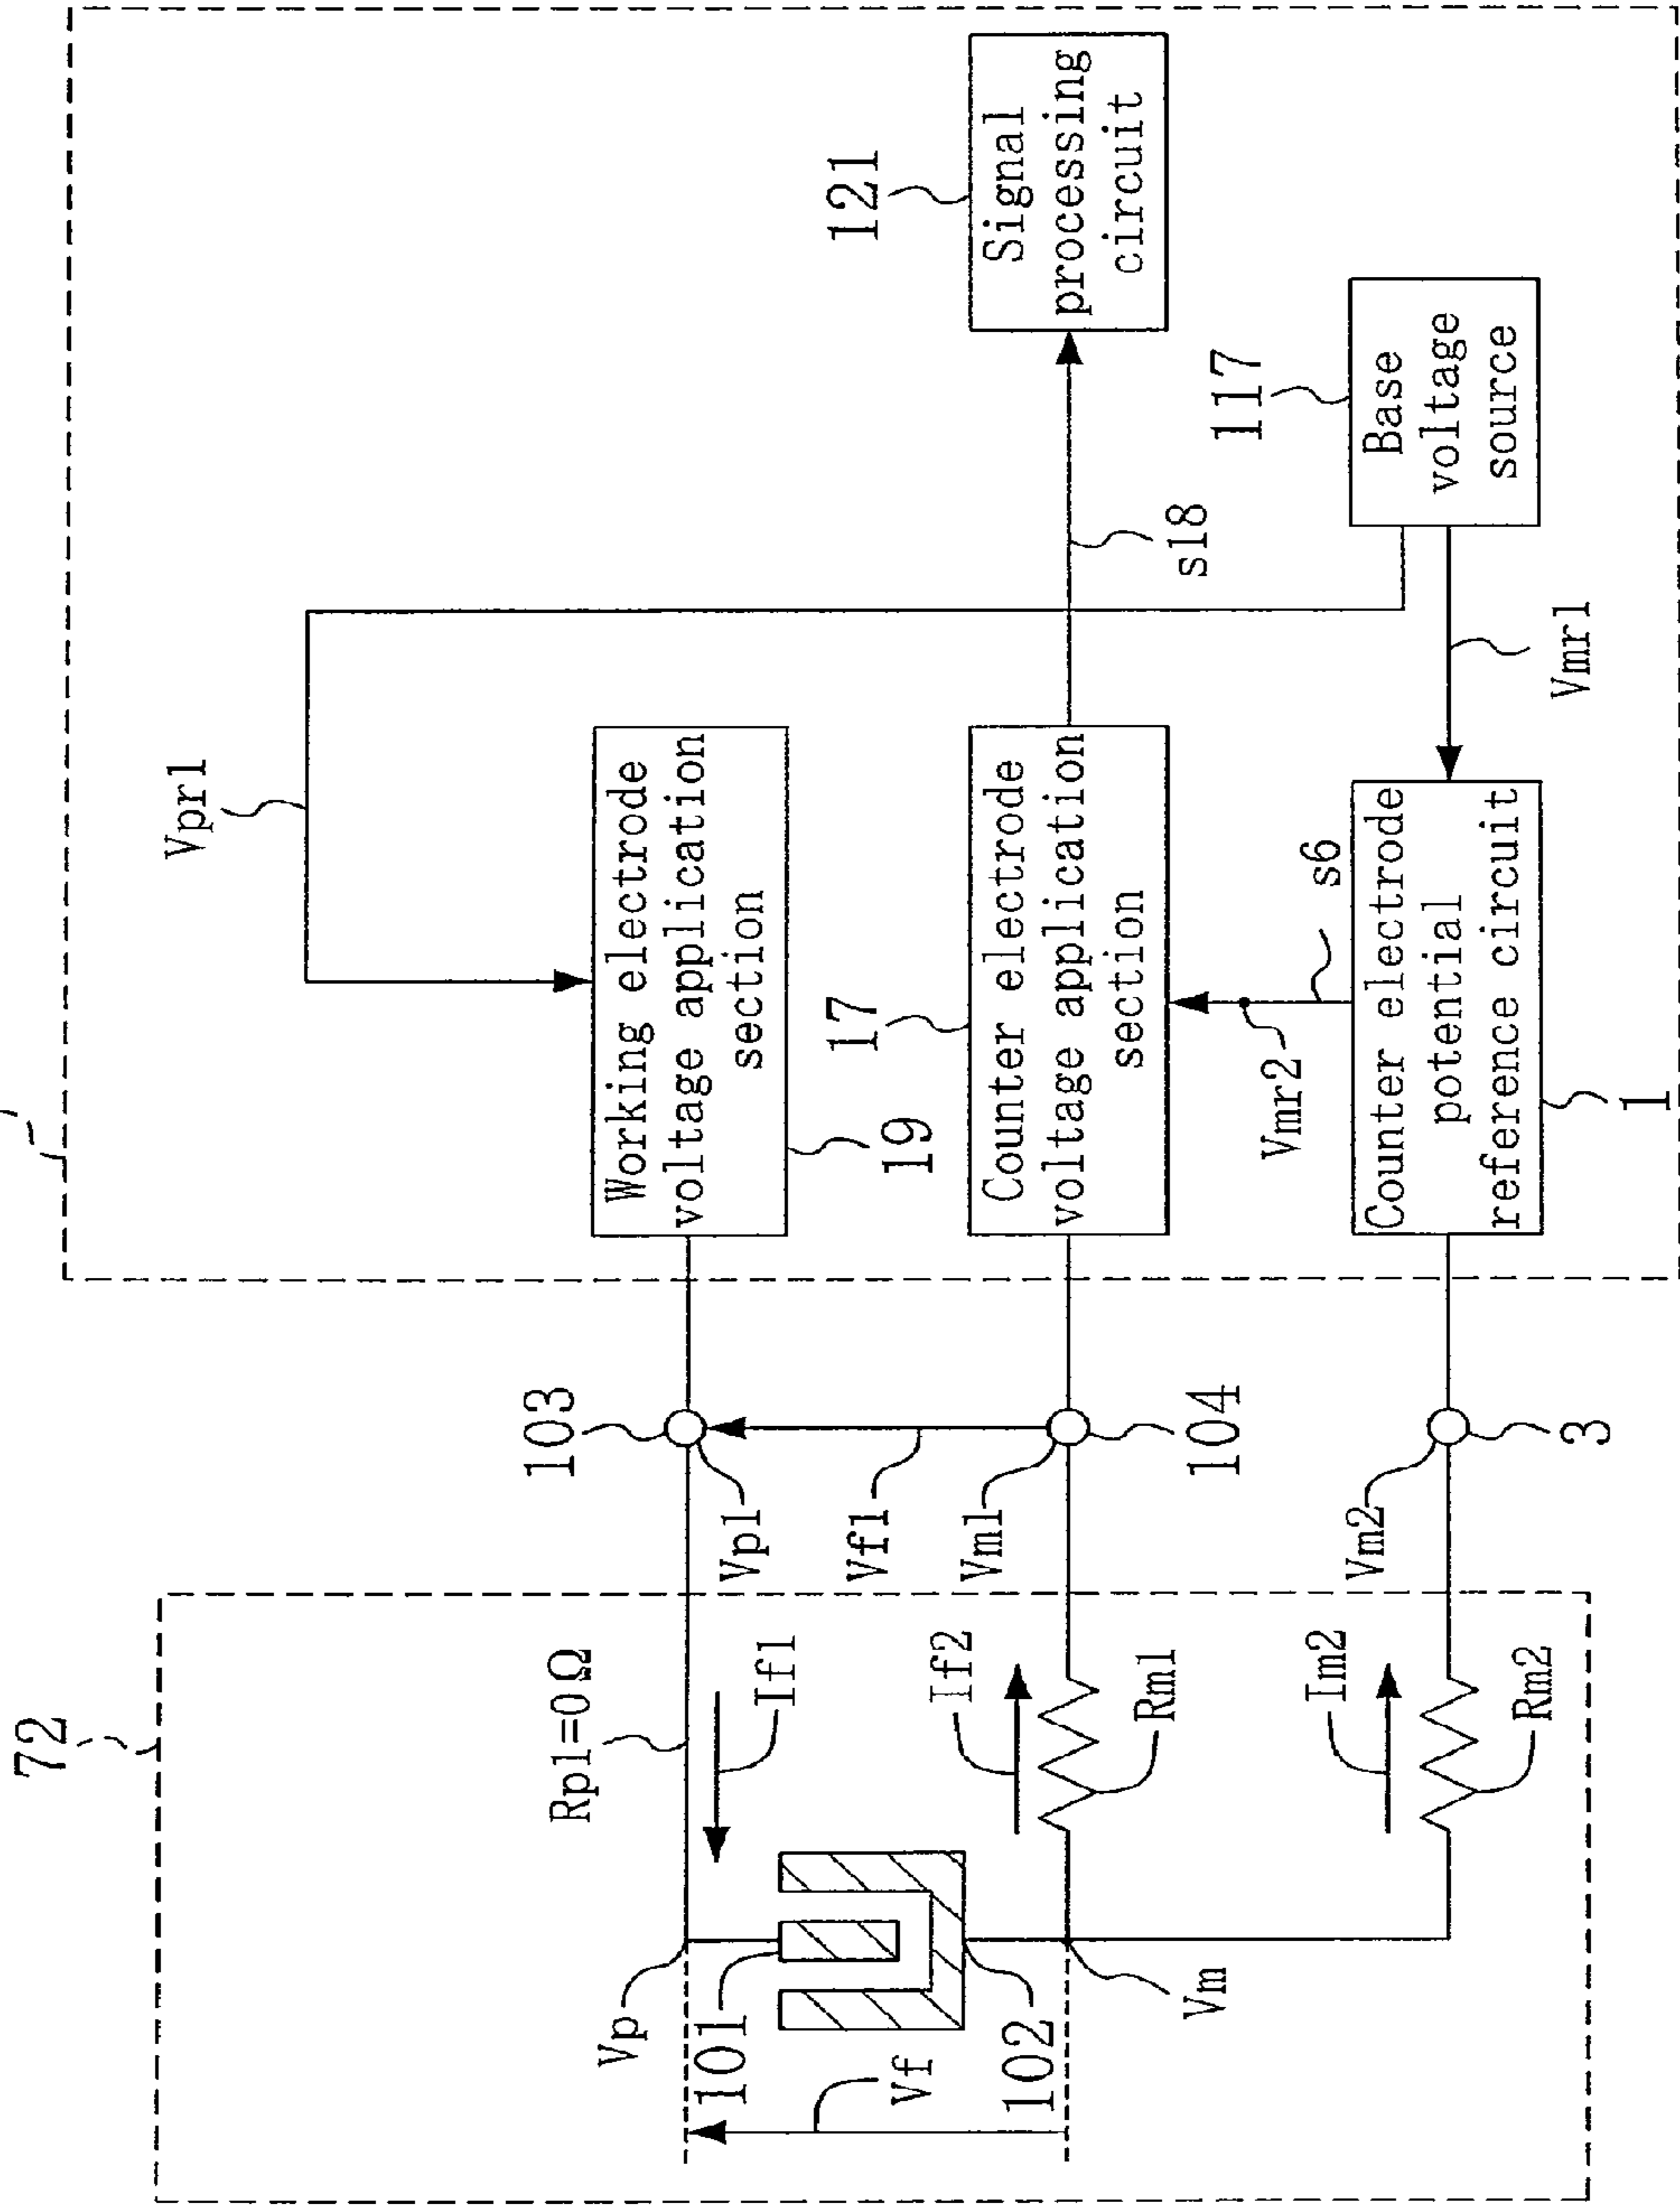 72
Vp
101
Vf
102
Vm
Rp1=0Ω
If1
If2
Rm1
Im2
Rm2
103
Vp1
Vf1
Vm1
104
Vm2
3
Vpr1
Working electrode
voltage application
section
19
17
Counter electrode
voltage application
section
Vmr2
s6
Counter electrode
potential
reference circuit
1
s18
Vmr1
121
Signal
processing
circuit
117
Base
voltage
source